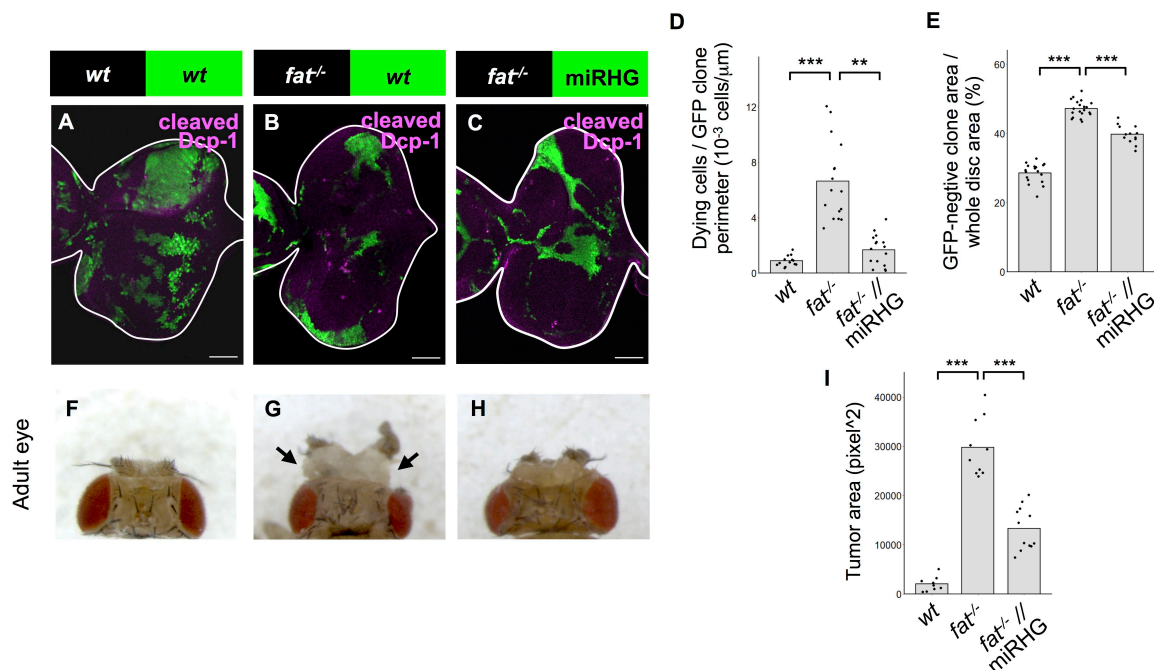 wt wt
fat-/- wt
fat-/- miRHG
A
cleaved
Dcp-1
B
cleaved
Dcp-1
C
cleaved
Dcp-1
D
Dying cells / GFP clone
perimeter (10-3 cells/μm)
12
8
4
0
***
**
wt
fat-/-
fat-/- //
miRHG
E
GFP-negtive clone area /
whole disc area (%)
60
40
20
0
***
***
wt
fat-/-
fat-/- //
miRHG
Adult eye
F
G
H
I
Tumor area (pixel^2)
40000
30000
20000
10000
0
***
***
wt
fat-/-
fat-/- //
miRHG